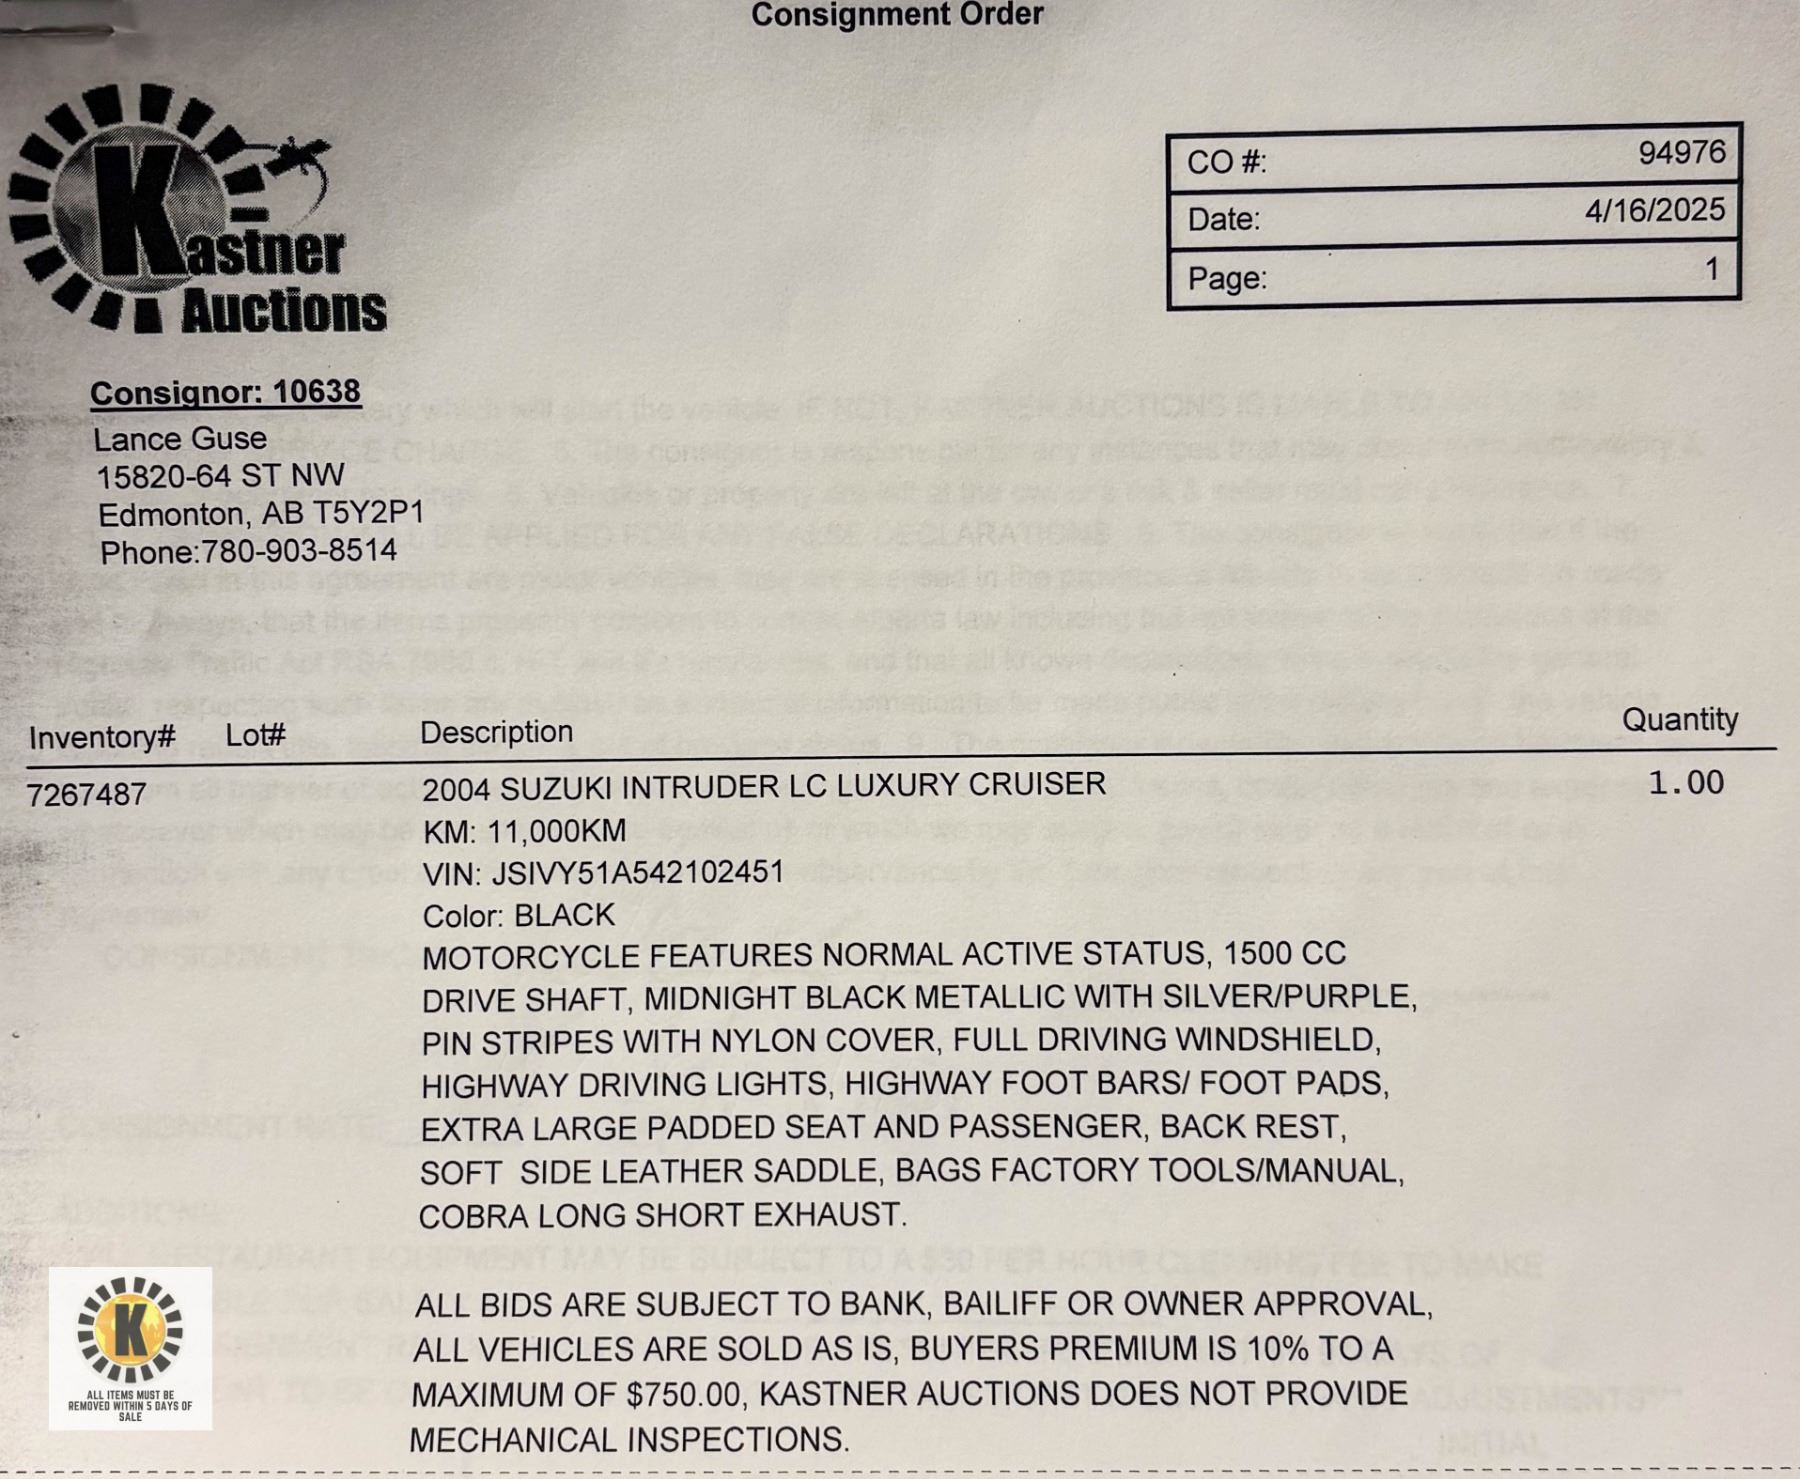 Consignment Order
Kastner
Auctions
CO #: 94976
Date: 4/16/2025
Page: 1
Consignor: 10638
Lance Guse
15820-64 ST NW
Edmonton, AB T5Y2P1
Phone:780-903-8514
Inventory# Lot# Description Quantity
7267487 2004 SUZUKI INTRUDER LC LUXURY CRUISER 1.00
KM: 11,000KM
VIN: JSIVY51A542102451
Color: BLACK
MOTORCYCLE FEATURES NORMAL ACTIVE STATUS, 1500 CC
DRIVE SHAFT, MIDNIGHT BLACK METALLIC WITH SILVER/PURPLE,
PIN STRIPES WITH NYLON COVER, FULL DRIVING WINDSHIELD,
HIGHWAY DRIVING LIGHTS, HIGHWAY FOOT BARS/ FOOT PADS,
EXTRA LARGE PADDED SEAT AND PASSENGER, BACK REST,
SOFT  SIDE LEATHER SADDLE, BAGS FACTORY TOOLS/MANUAL,
COBRA LONG SHORT EXHAUST.
ALL BIDS ARE SUBJECT TO BANK, BAILIFF OR OWNER APPROVAL,
ALL VEHICLES ARE SOLD AS IS, BUYERS PREMIUM IS 10% TO A
MAXIMUM OF $750.00, KASTNER AUCTIONS DOES NOT PROVIDE
MECHANICAL INSPECTIONS.
K
ALL ITEMS MUST BE
REMOVED WITHIN 5 DAYS OF
SALE